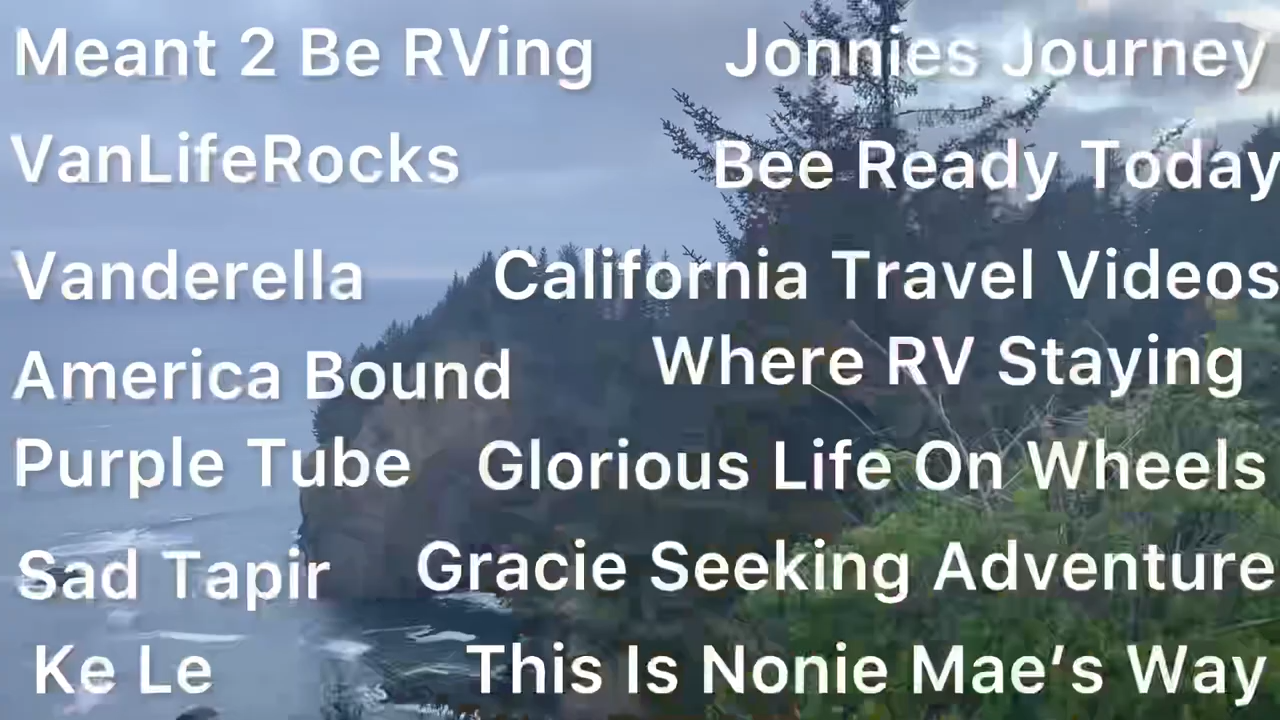 Meant 2 Be RVing
Jonnies Journey
VanLifeRocks
Bee Ready Today
Vanderella
California Travel Videos
America Bound
Where RV Staying
Purple Tube
Glorious Life On Wheels
Sad Tapir
Gracie Seeking Adventure
Ke Le
This Is Nonie Mae’s Way